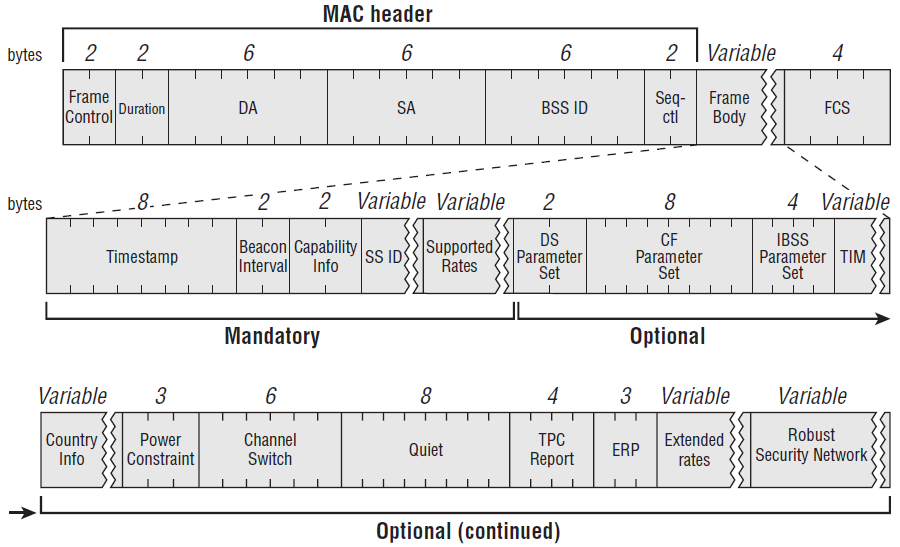 MAC header
bytes 2 2 6 6 6 2 Variable 4
Frame Control Duration DA SA BSS ID Seq-ctl Frame Body FCS
bytes 8 2 2 Variable Variable 2 8 4 Variable
Timestamp Beacon Interval Capability Info SS ID Supported Rates DS Parameter Set CF Parameter Set IBSS Parameter Set TIM
Mandatory Optional
Variable 3 6 8 4 3 Variable Variable
Country Info Power Constraint Channel Switch Quiet TPC Report ERP Extended rates Robust Security Network
Optional (continued)